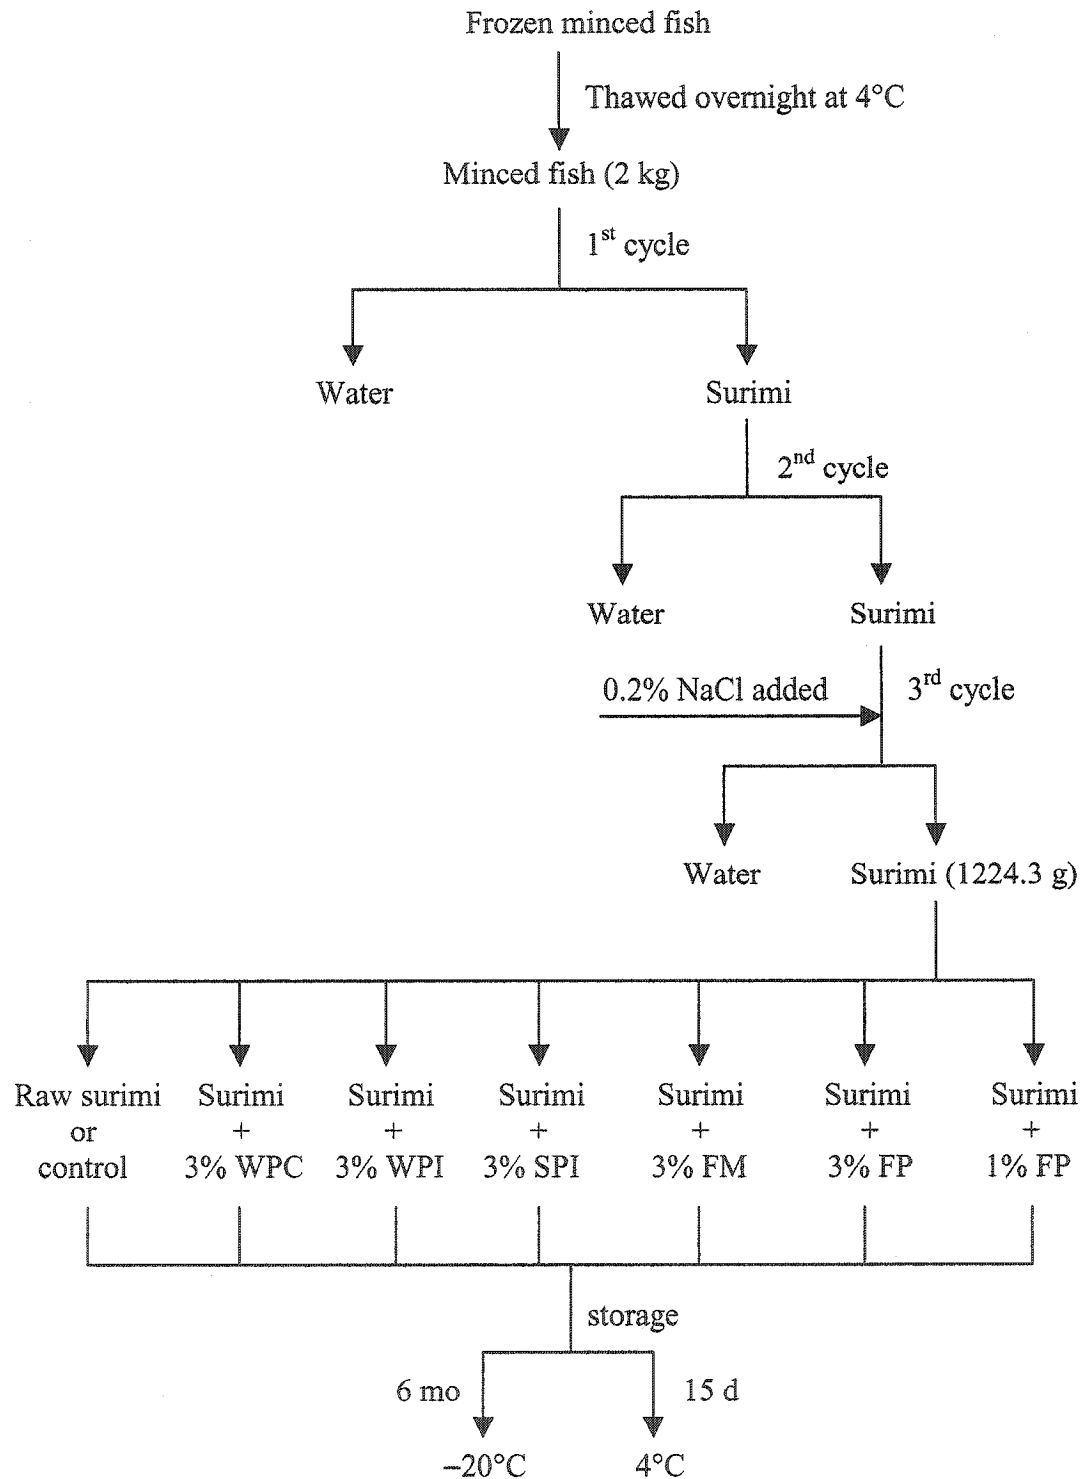 Frozen minced fish
Thawed overnight at 4°C
Minced fish (2 kg)
1st cycle
Water
Surimi
2nd cycle
Water
Surimi
0.2% NaCl added
3rd cycle
Water
Surimi (1224.3 g)
Raw surimi
or
control
Surimi
+
3% WPC
Surimi
+
3% WPI
Surimi
+
3% SPI
Surimi
+
3% FM
Surimi
+
3% FP
Surimi
+
1% FP
storage
6 mo
15 d
–20°C
4°C